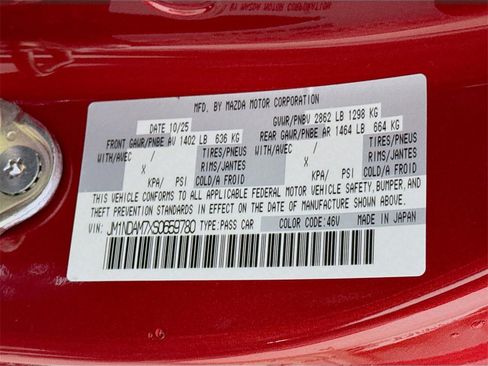 MFD. BY MAZDA MOTOR CORPORATION
DATE 10/25 GVWR/PNBV 2862 LB 1298 KG
FRONT GAWR/PNBE AV 1402 LB 636 KG REAR GAWR/PNBE AR 1464 LB 664 KG
WITH/AVEC / TIRES/PNEUS WITH/AVEC / TIRES/PNEUS
X RIMS/JANTES X RIMS/JANTES
KPA/ PSI COLD/A FROID KPA/ PSI COLD/A FROID
THIS VEHICLE CONFORMS TO ALL APPLICABLE FEDERAL MOTOR VEHICLE SAFETY,BUMPER,AND
THEFT PREVENTION STANDARDS IN EFFECT ON THE DATE OF MANUFACTURE SHOWN ABOVE.
VIN: JM1NDAM7XS0659780 TYPE:PASS CAR COLOR CODE:46V MADE IN JAPAN